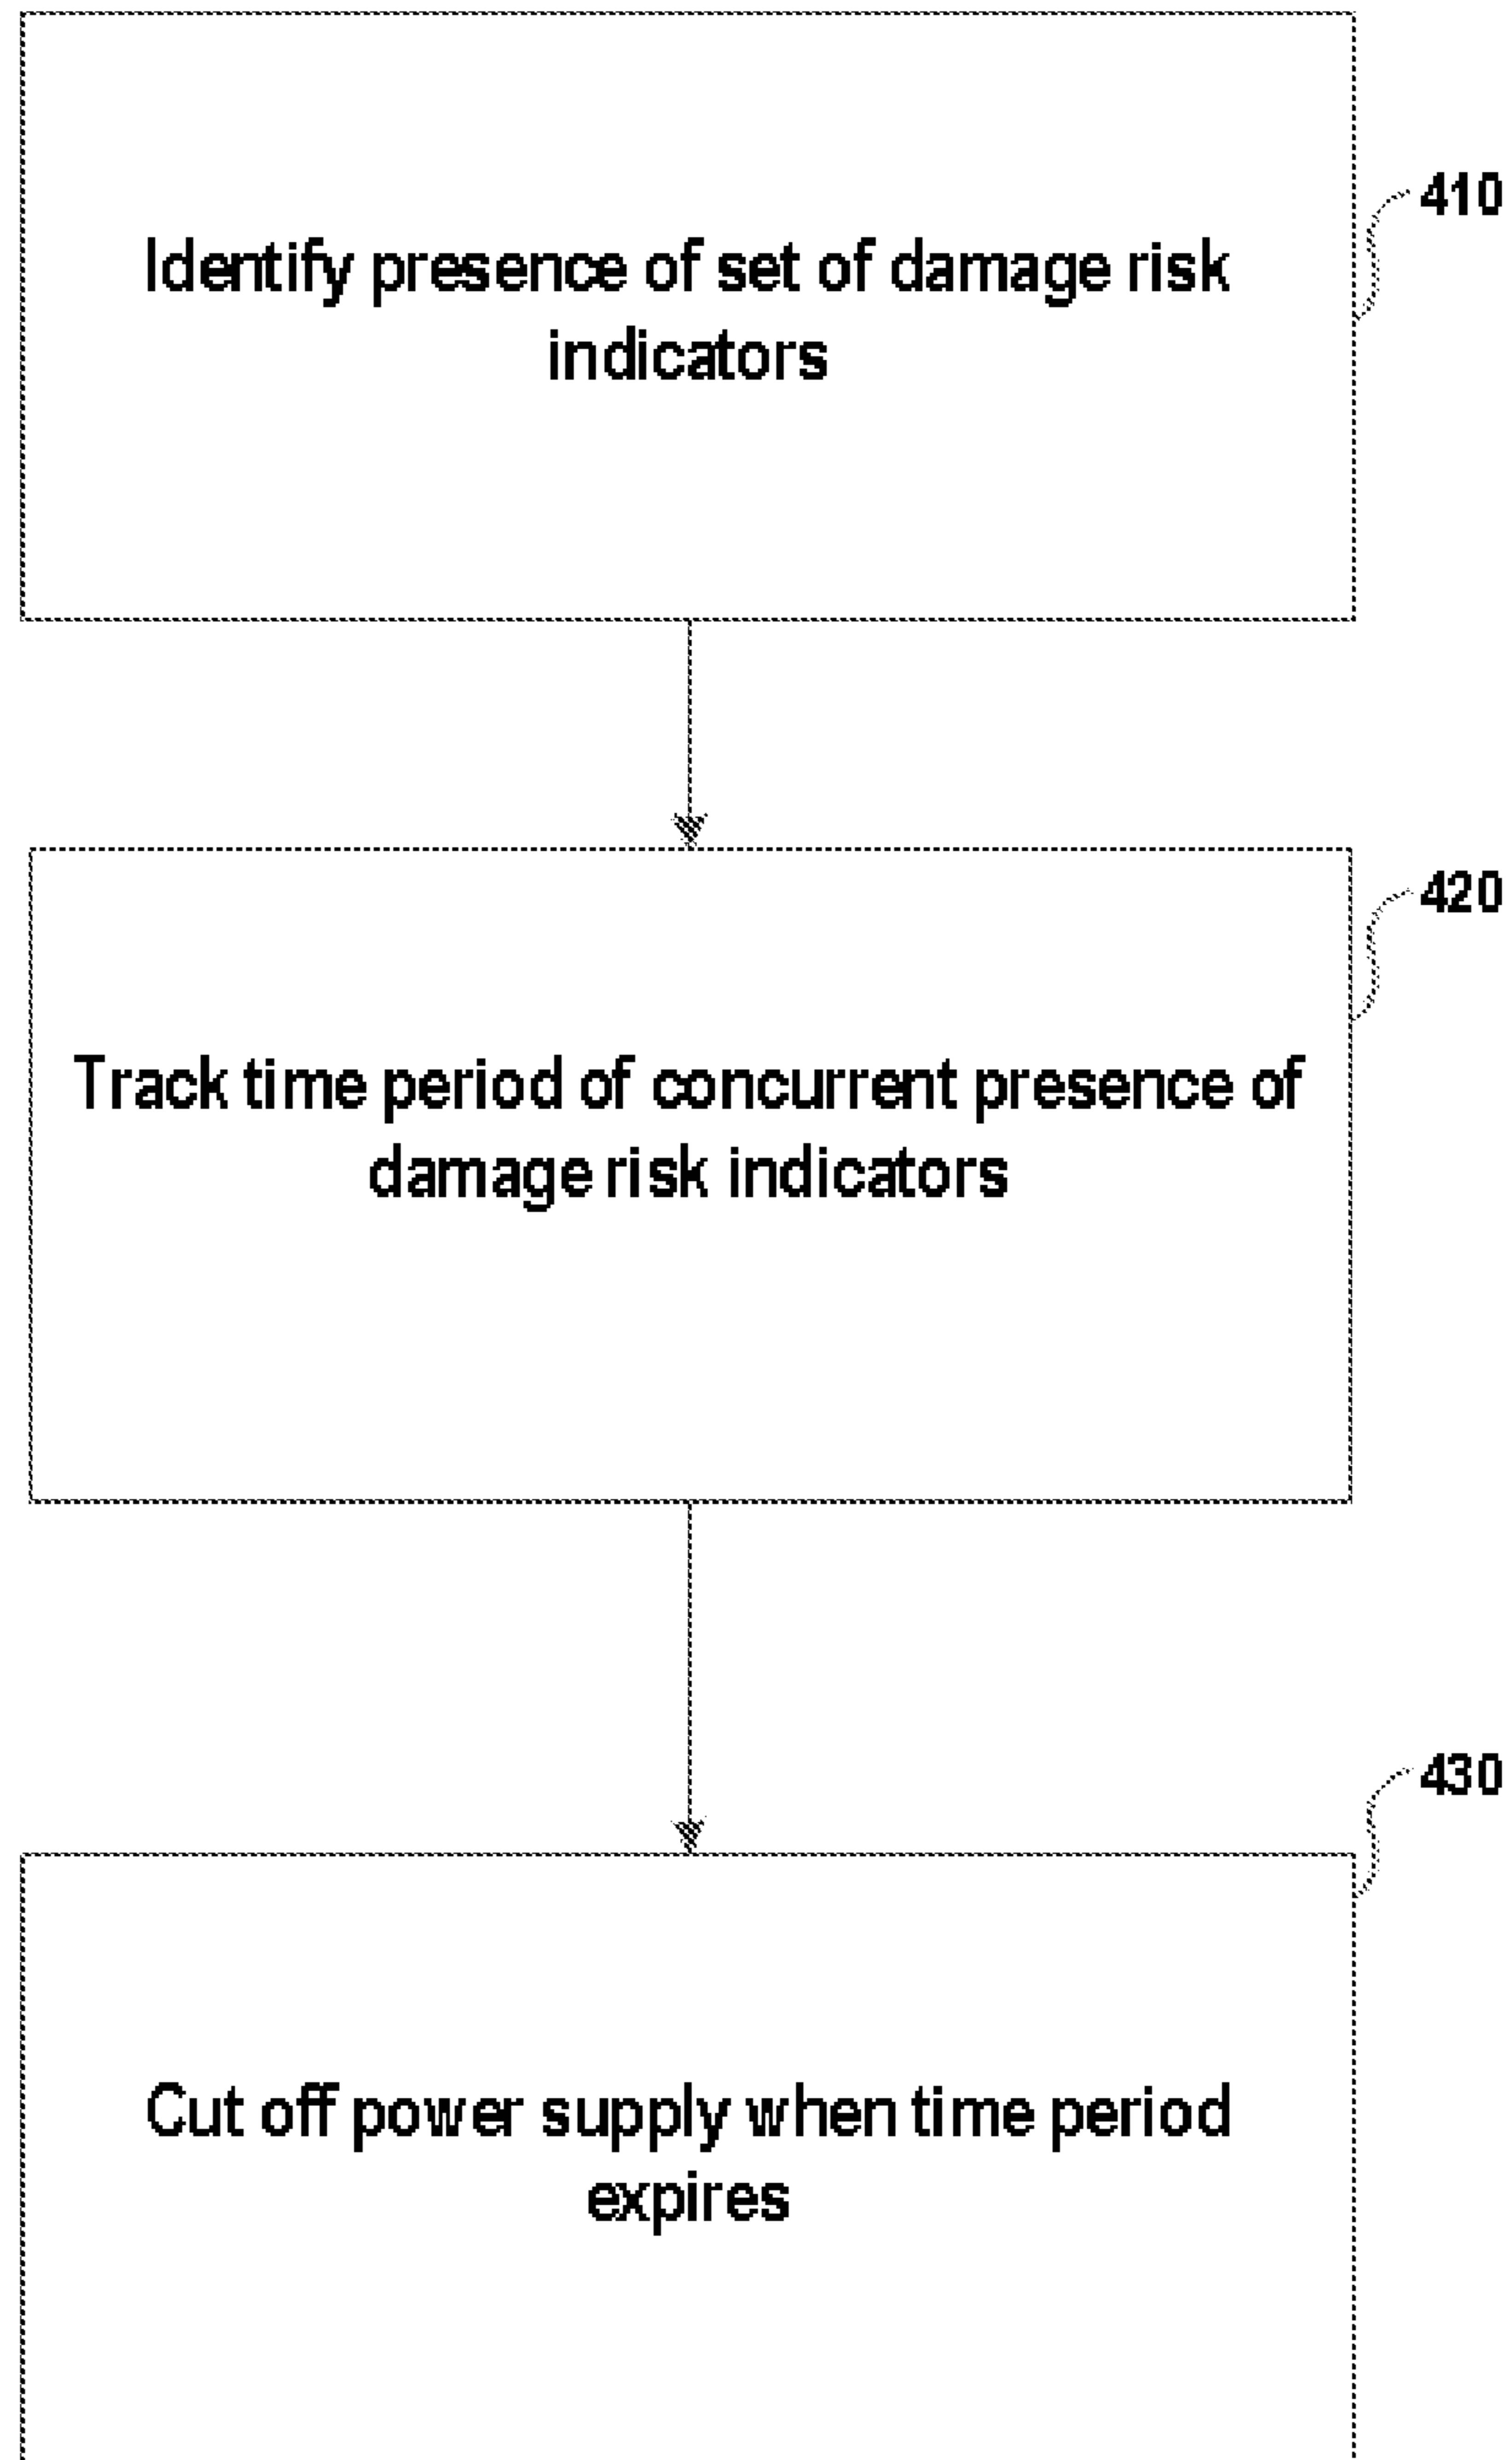 410
Identify presence of set of damage risk
indicators
420
Track time period of concurrent presence of
damage risk indicators
430
Cut off power supply when time period
expires